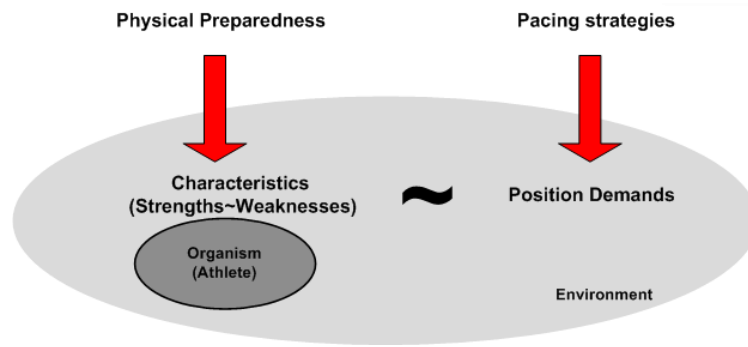 Physical Preparedness
Pacing strategies
Characteristics
(Strengths~Weaknesses)
~
Position Demands
Organism
(Athlete)
Environment